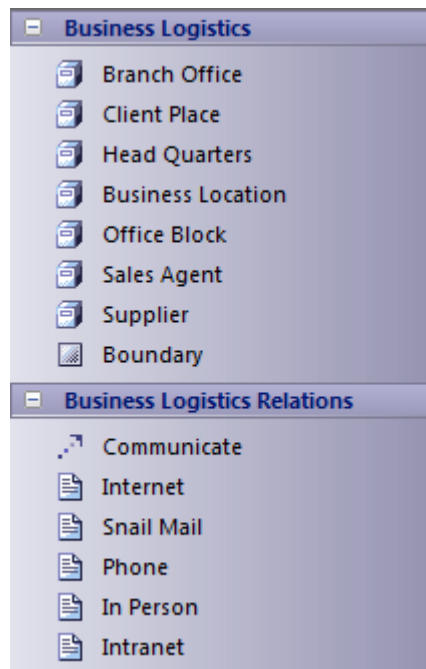 Business Logistics
Branch Office
Client Place
Head Quarters
Business Location
Office Block
Sales Agent
Supplier
Boundary
Business Logistics Relations
Communicate
Internet
Snail Mail
Phone
In Person
Intranet